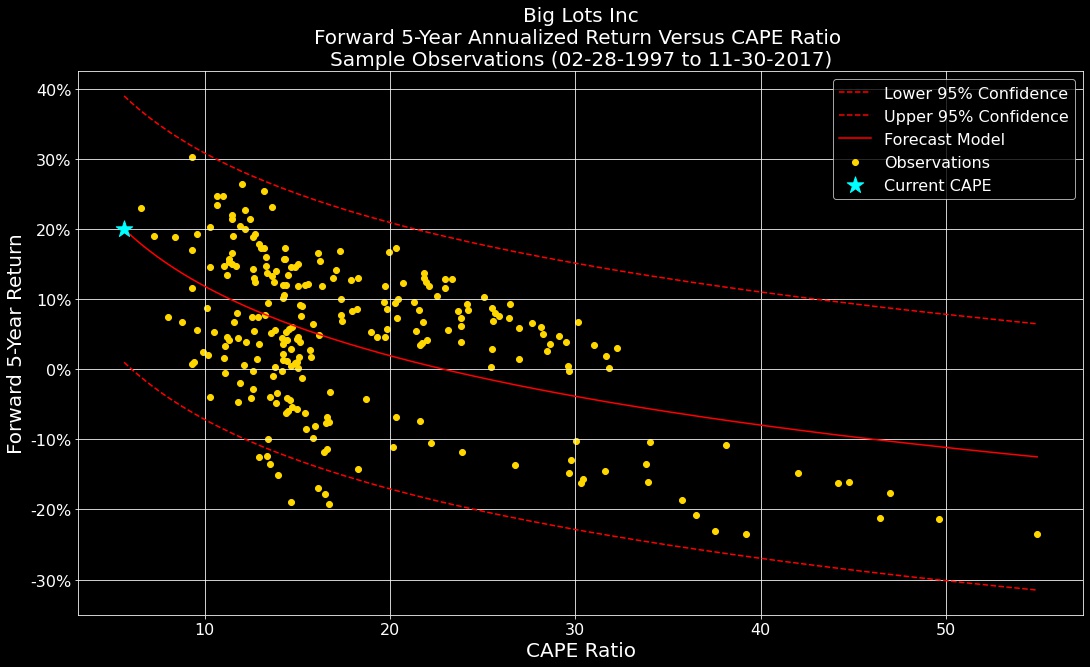 Big Lots Inc
Forward 5-Year Annualized Return Versus CAPE Ratio
Sample Observations (02-28-1997 to 11-30-2017)
Lower 95% Confidence
Upper 95% Confidence
Forecast Model
Observations
Current CAPE
Forward 5-Year Return
40%
30%
20%
10%
0%
-10%
-20%
-30%
10 20 30 40 50
CAPE Ratio